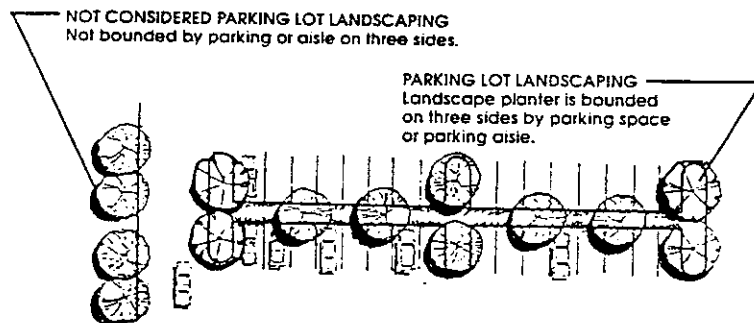 NOT CONSIDERED PARKING LOT LANDSCAPING
Not bounded by parking or aisle on three sides.
PARKING LOT LANDSCAPING
Landscape planter is bounded
on three sides by parking space
or parking aisle.